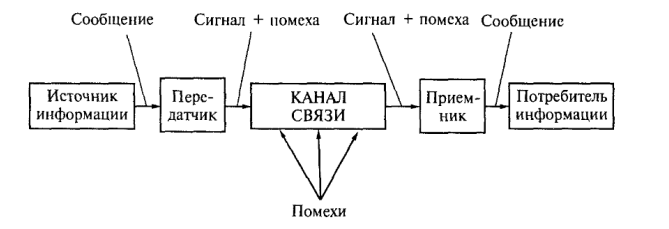 Сообщение
Сигнал + помеха
Сигнал + помеха
Сообщение
Источник
информации
Пере-
датчик
КАНАЛ
СВЯЗИ
Прием-
ник
Потребитель
информации
Помехи